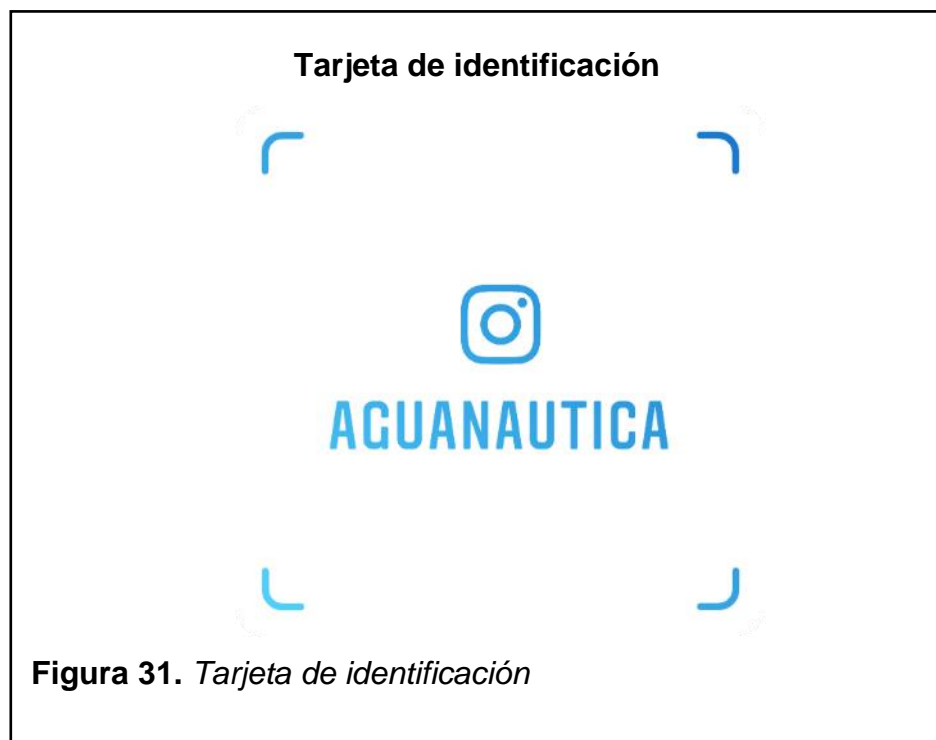 Tarjeta de identificación
AGUANAUTICA
Figura 31. Tarjeta de identificación